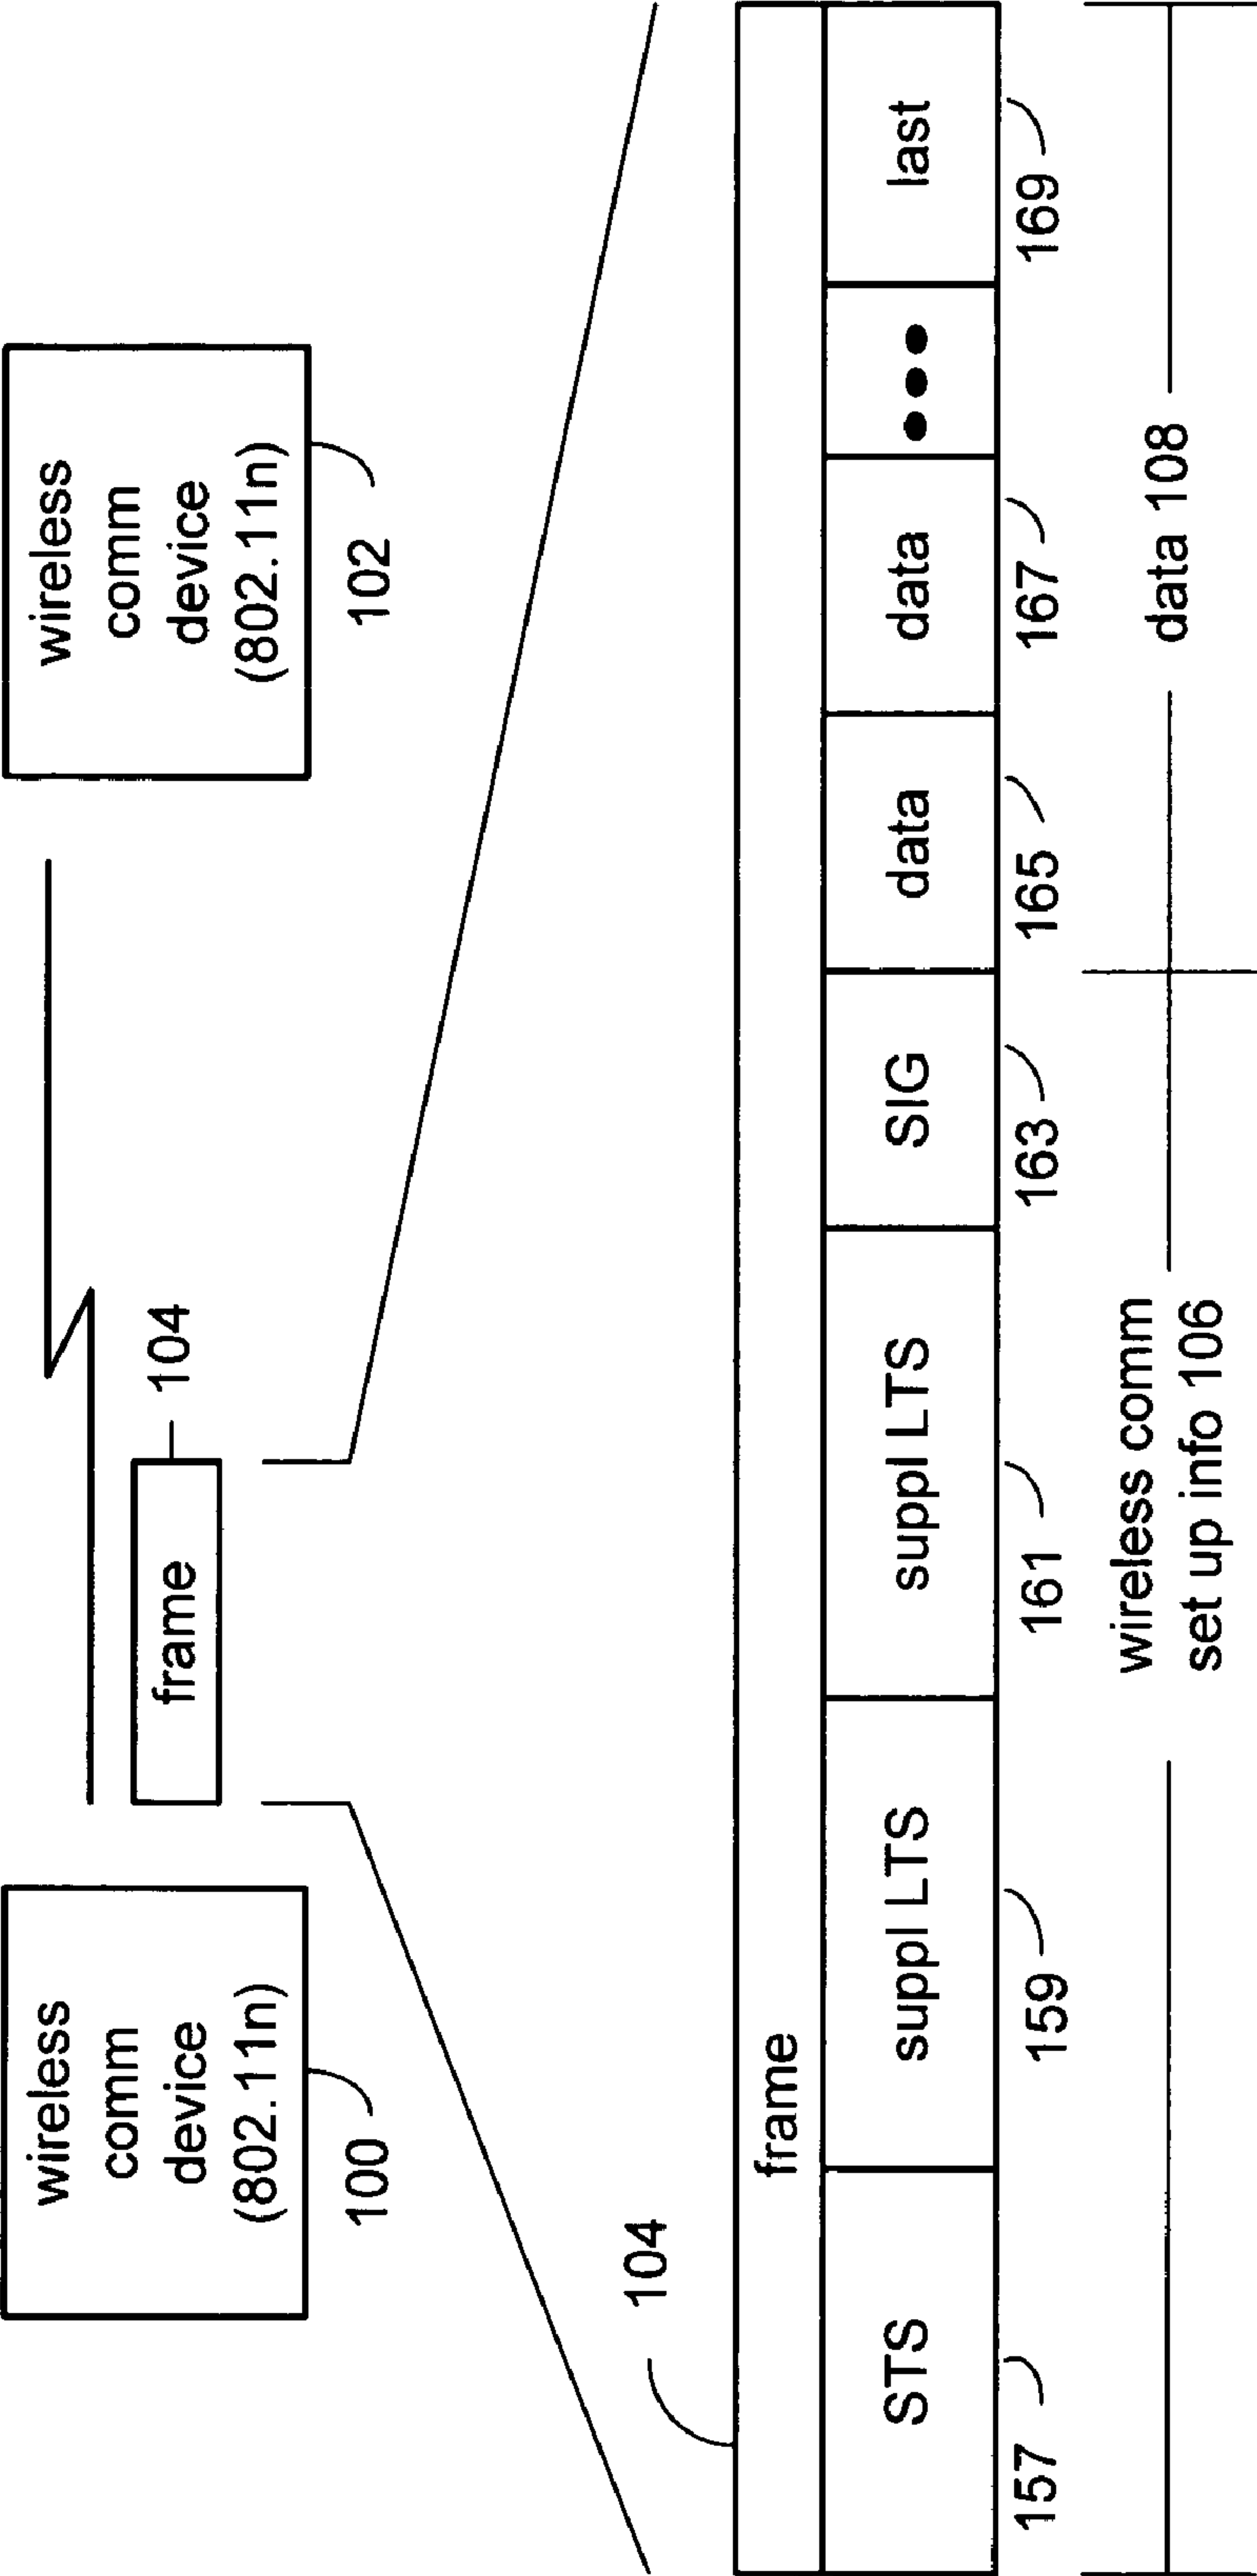 wireless
comm
device
(802.11n)
100
frame
104
wireless
comm
device
(802.11n)
102
104
frame
STS
suppl LTS
suppl LTS
SIG
data
data
•••
last
157
159
161
163
165
167
169
wireless comm
set up info 106
data 108